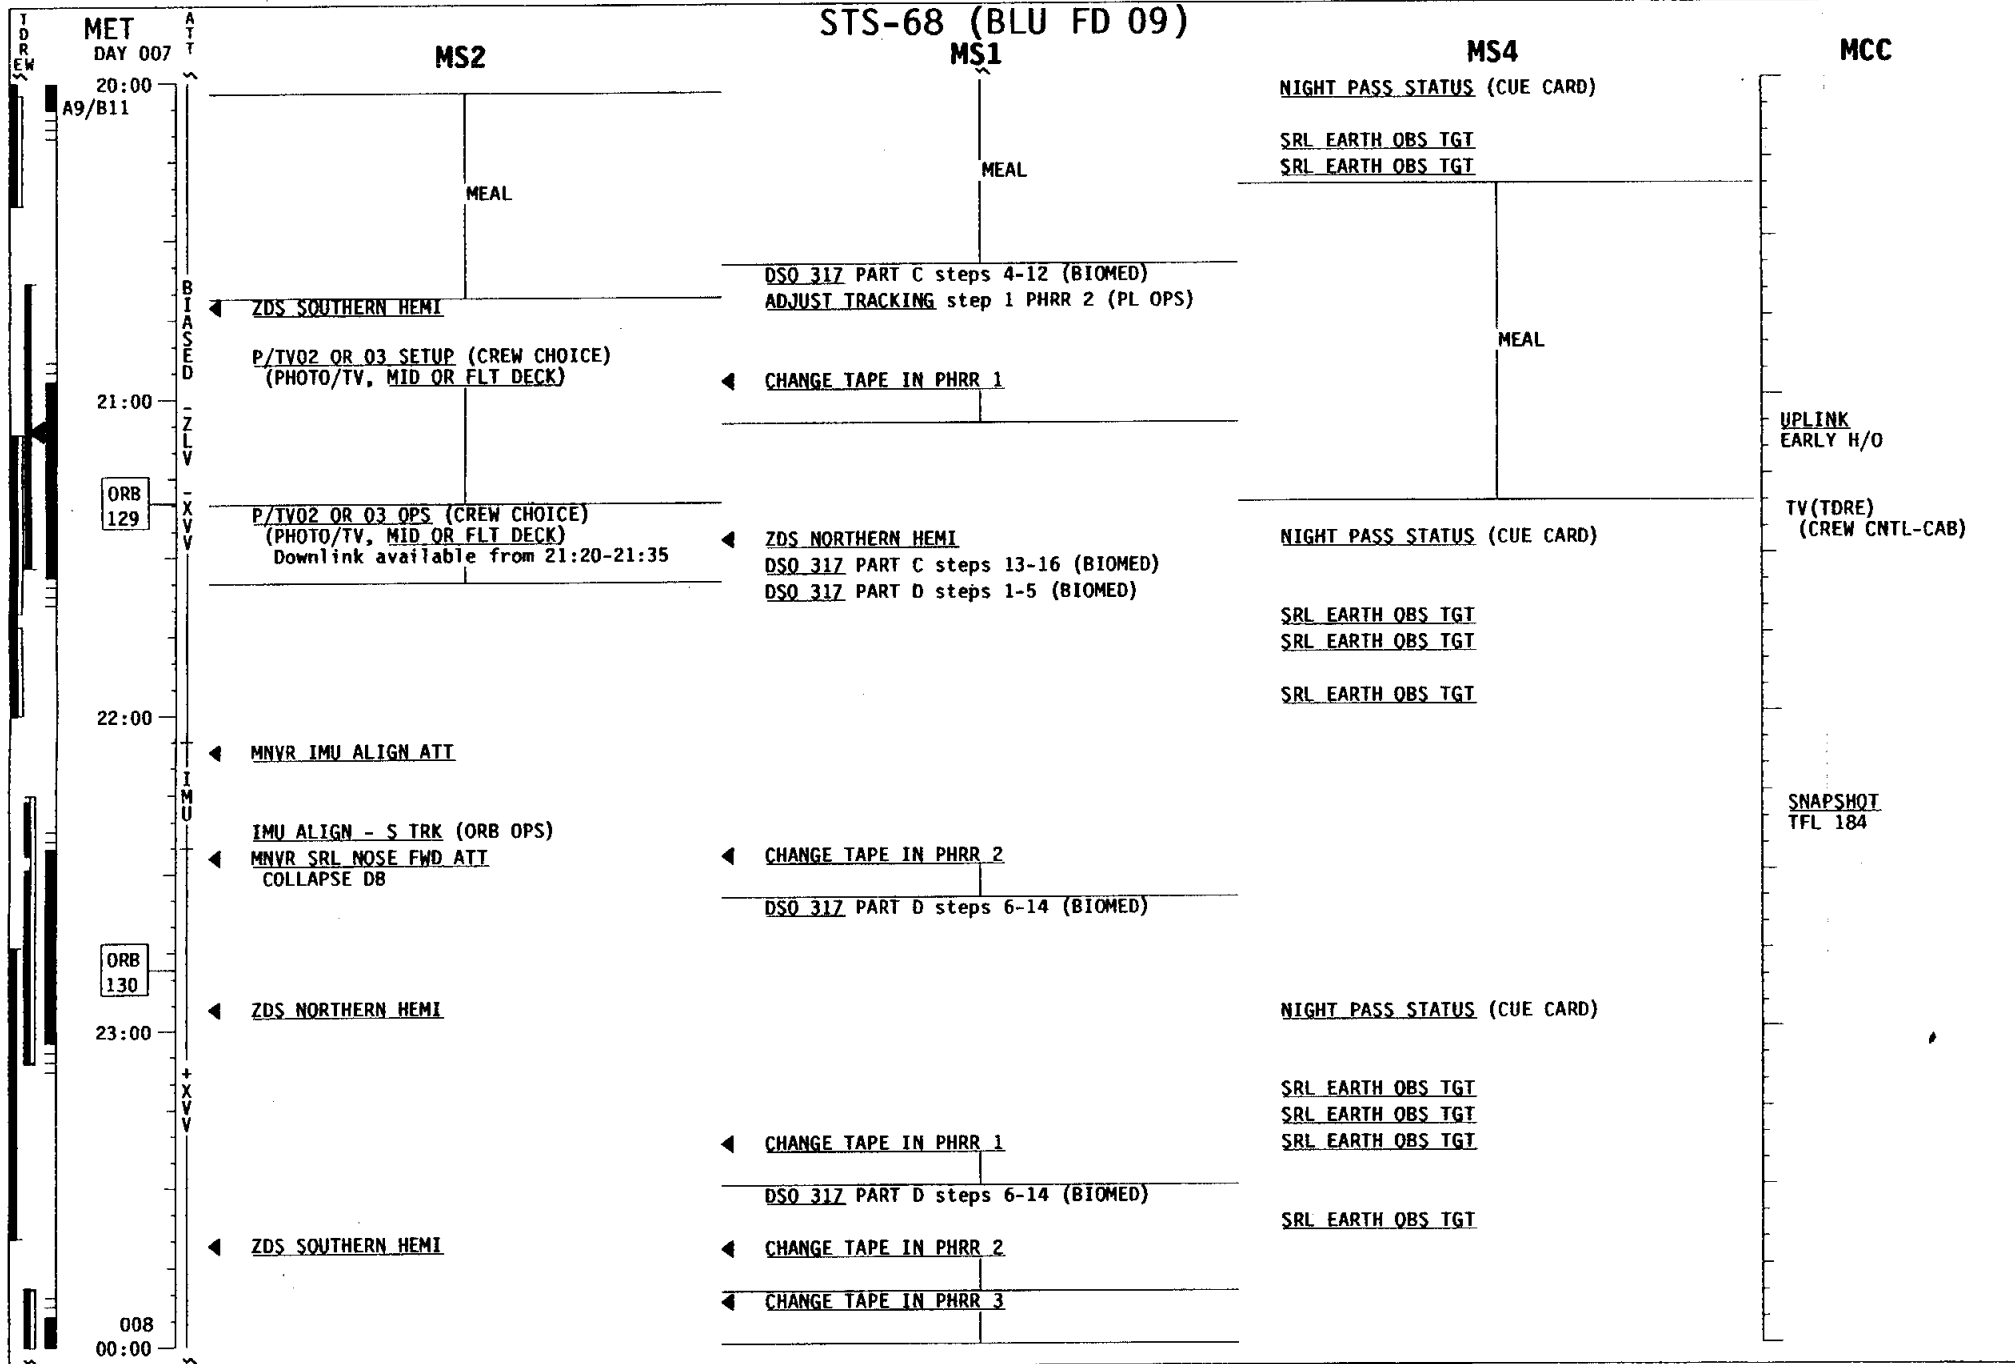 STS-68 (BLU FD 09)
T D R E W
MET
DAY 007
ATT
MS2
MS1
MS4
MCC
20:00
A9/B11
NIGHT PASS STATUS (CUE CARD)
SRL EARTH OBS TGT
SRL EARTH OBS TGT
MEAL
MEAL
DSO 317 PART C steps 4-12 (BIOMED)
ADJUST TRACKING step 1 PHRR 2 (PL OPS)
BIASED -ZLV -XVV
ZDS SOUTHERN HEMI
MEAL
P/TV02 OR 03 SETUP (CREW CHOICE)
(PHOTO/TV, MID OR FLT DECK)
CHANGE TAPE IN PHRR 1
21:00
UPLINK
EARLY H/O
ORB
129
P/TV02 OR 03 OPS (CREW CHOICE)
(PHOTO/TV, MID OR FLT DECK)
Downlink available from 21:20-21:35
TV(TDRE)
(CREW CNTL-CAB)
ZDS NORTHERN HEMI
DSO 317 PART C steps 13-16 (BIOMED)
DSO 317 PART D steps 1-5 (BIOMED)
NIGHT PASS STATUS (CUE CARD)
SRL EARTH OBS TGT
SRL EARTH OBS TGT
SRL EARTH OBS TGT
22:00
MNVR IMU ALIGN ATT
IMU
SNAPSHOT
TFL 184
IMU ALIGN - S TRK (ORB OPS)
MNVR SRL NOSE FWD ATT
COLLAPSE DB
CHANGE TAPE IN PHRR 2
DSO 317 PART D steps 6-14 (BIOMED)
ORB
130
ZDS NORTHERN HEMI
NIGHT PASS STATUS (CUE CARD)
23:00
+XVV
SRL EARTH OBS TGT
SRL EARTH OBS TGT
CHANGE TAPE IN PHRR 1
SRL EARTH OBS TGT
DSO 317 PART D steps 6-14 (BIOMED)
SRL EARTH OBS TGT
ZDS SOUTHERN HEMI
CHANGE TAPE IN PHRR 2
CHANGE TAPE IN PHRR 3
008
00:00